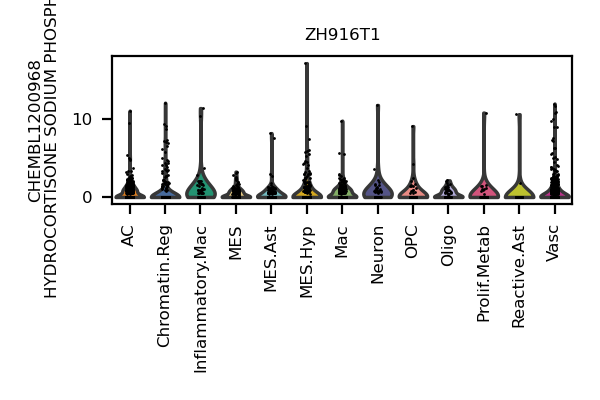 ZH916T1
CHEMBL1200968
HYDROCORTISONE SODIUM PHOSPH
10
0
AC
Chromatin.Reg
Inflammatory.Mac
MES
MES.Ast
MES.Hyp
Mac
Neuron
OPC
Oligo
Prolif.Metab
Reactive.Ast
Vasc